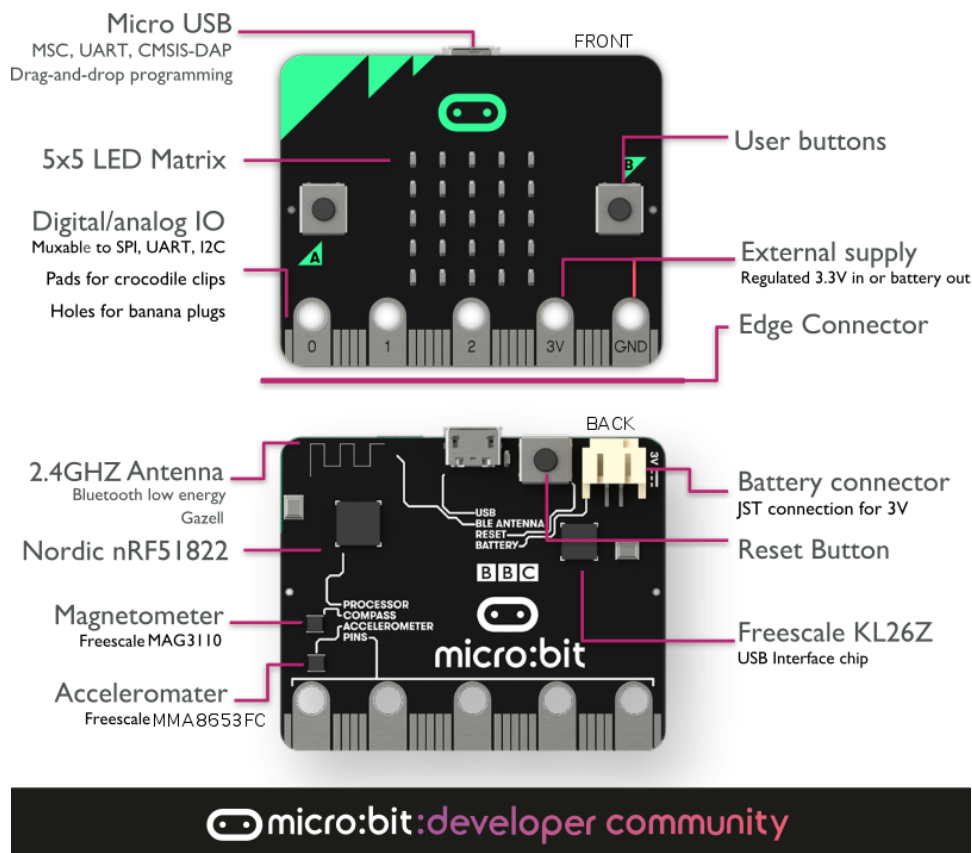 Micro USB
MSC, UART, CMSIS-DAP
Drag-and-drop programming
FRONT
5x5 LED Matrix
User buttons
B
Digital/analog IO
Muxable to SPI, UART, I2C
Pads for crocodile clips
Holes for banana plugs
A
External supply
Regulated 3.3V in or battery out
Edge Connector
0 1 2 3V GND
BACK
2.4GHZ Antenna
Bluetooth low energy
Gazell
Nordic nRF51822
Magnetometer
Freescale MAG3110
Acceleromater
Freescale MMA8653FC
3V
USB
BLE ANTENNA
RESET
BATTERY
BBC
PROCESSOR
COMPASS
ACCELEROMETER
PINS
micro:bit
Battery connector
JST connection for 3V
Reset Button
Freescale KL26Z
USB Interface chip
micro:bit:developer community